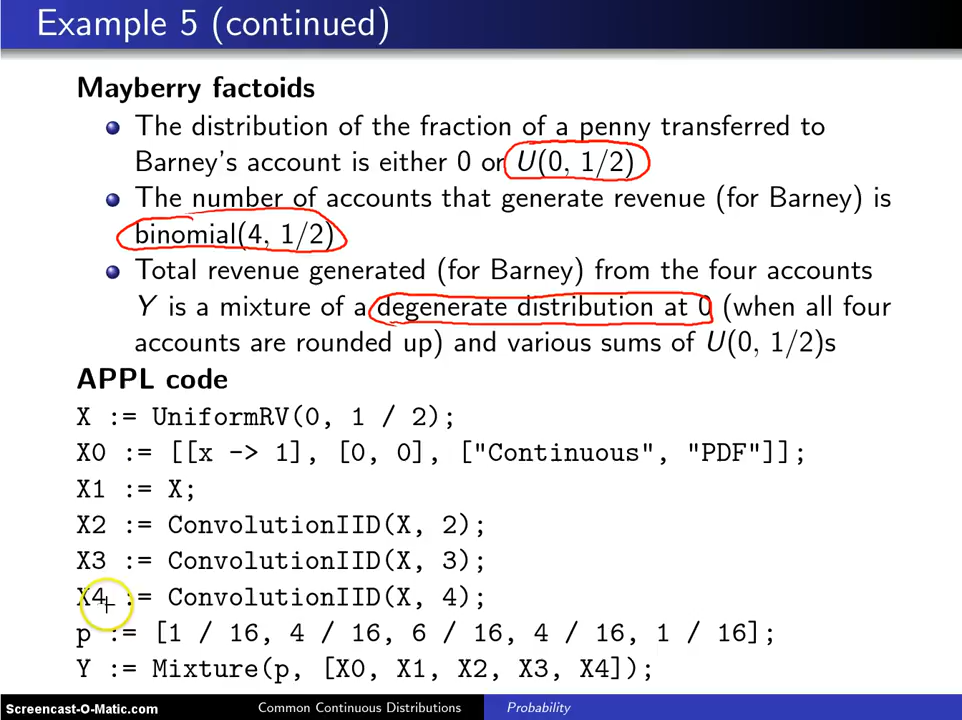 Example 5 (continued)
Mayberry factoids
The distribution of the fraction of a penny transferred to
Barney's account is either 0 or U(0, 1/2)
The number of accounts that generate revenue (for Barney) is
binomial(4, 1/2)
Total revenue generated (for Barney) from the four accounts
Y is a mixture of a degenerate distribution at 0 (when all four
accounts are rounded up) and various sums of U(0, 1/2)s
APPL code
X := UniformRV(0, 1 / 2);
X0 := [[x -> 1], [0, 0], ["Continuous", "PDF"]];
X1 := X;
X2 := ConvolutionIID(X, 2);
X3 := ConvolutionIID(X, 3);
X4 := ConvolutionIID(X, 4);
p := [1 / 16, 4 / 16, 6 / 16, 4 / 16, 1 / 16];
Y := Mixture(p, [X0, X1, X2, X3, X4]);
Screencast-O-Matic.com Common Continuous Distributions Probability